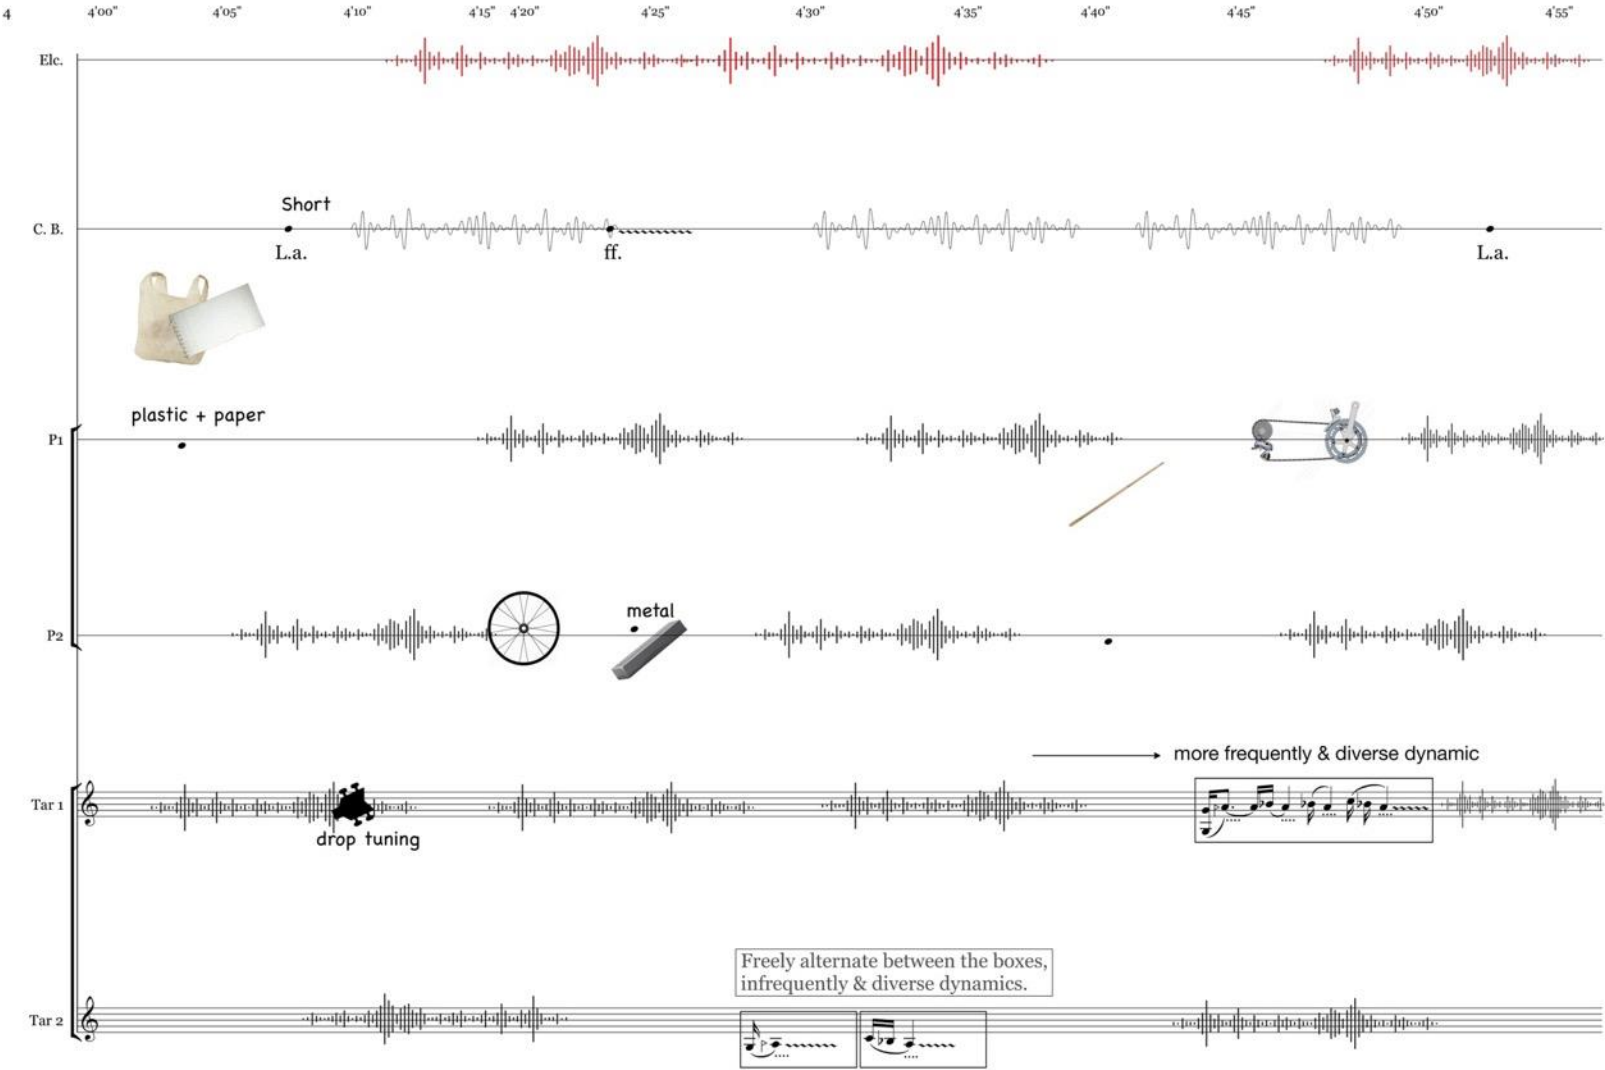 4
4'00" 4'05" 4'10" 4'15" 4'20" 4'25" 4'30" 4'35" 4'40" 4'45" 4'50" 4'55"
Elc.
Short
C. B.
L.a. ff. L.a.
plastic + paper
P1
metal
P2
more frequently & diverse dynamic
Tar 1
drop tuning
Freely alternate between the boxes,
infrequently & diverse dynamics.
Tar 2